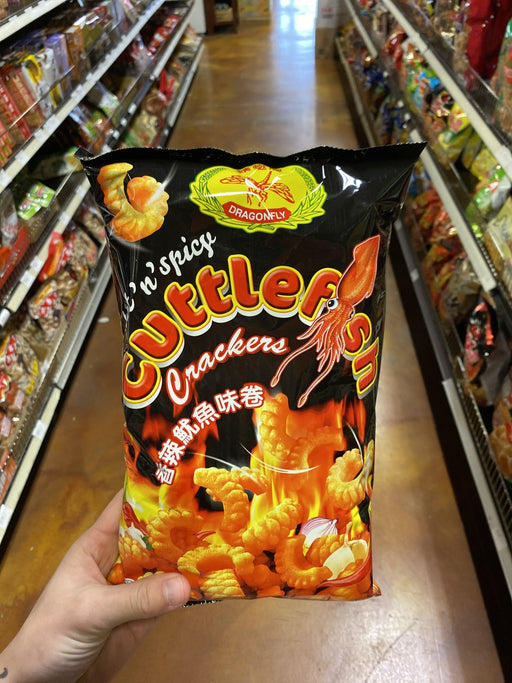 DRAGONFLY
't 'n' spicy
Cuttlefish
Crackers
香辣魷魚味卷